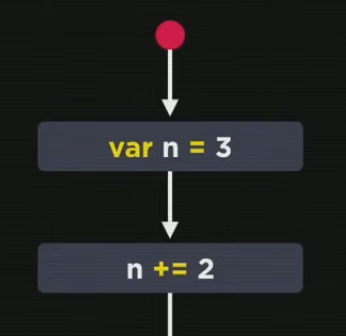 var n = 3
n += 2